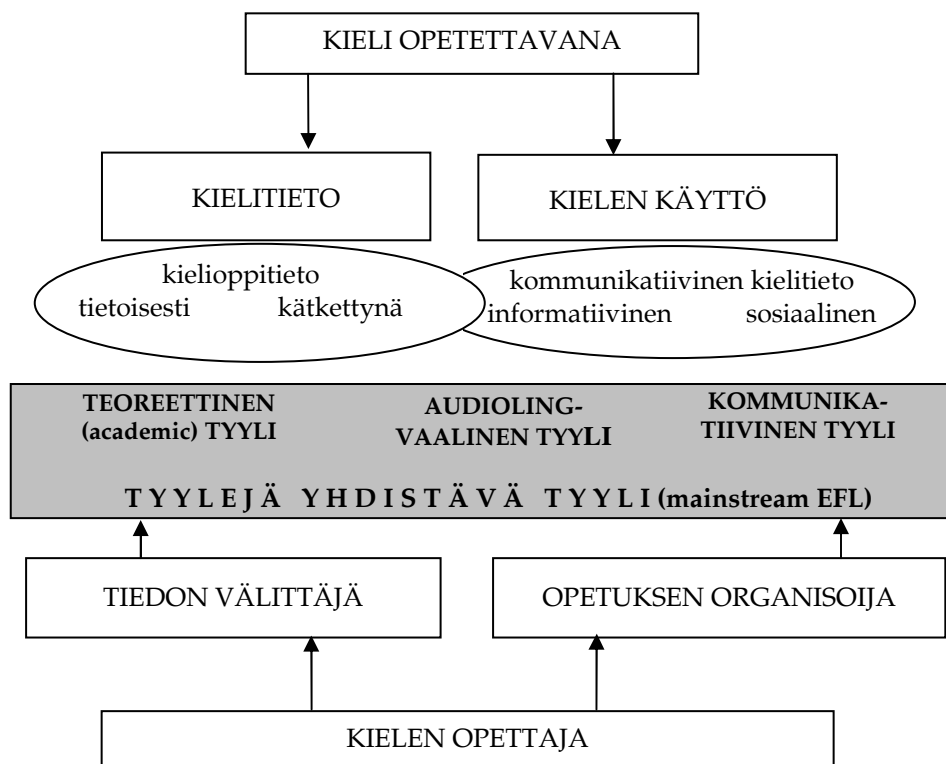 KIELI OPETETTAVANA
KIELITIETO
KIELEN KÄYTTÖ
kielioppitieto
tietoisesti kätkettynä
kommunikatiivinen kielitieto
informatiivinen sosiaalinen
TEOREETTINEN
(academic) TYYLI
AUDIOLING-
VAALINEN TYYLI
KOMMUNIKA-
TIIVINEN TYYLI
T Y Y L E J Ä Y H D I S T Ä V Ä T Y Y L I (mainstream EFL)
TIEDON VÄLITTÄJÄ
OPETUKSEN ORGANISOIJA
KIELEN OPETTAJA